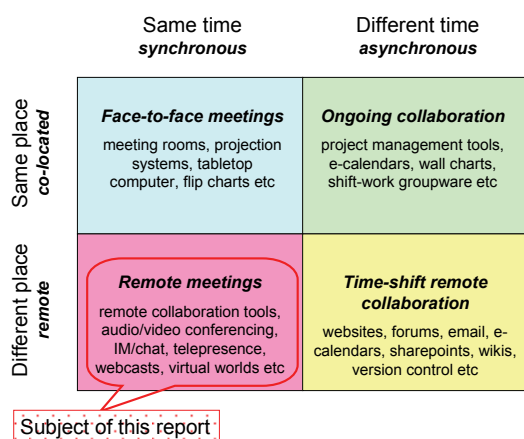 Same time
synchronous
Different time
asynchronous
Same place
co-located
Face-to-face meetings
meeting rooms, projection
systems, tabletop
computer, flip charts etc
Ongoing collaboration
project management tools,
e-calendars, wall charts,
shift-work groupware etc
Different place
remote
Remote meetings
remote collaboration tools,
audio/video conferencing,
IM/chat, telepresence,
webcasts, virtual worlds etc
Time-shift remote
collaboration
websites, forums, email, e-
calendars, sharepoints, wikis,
version control etc
Subject of this report